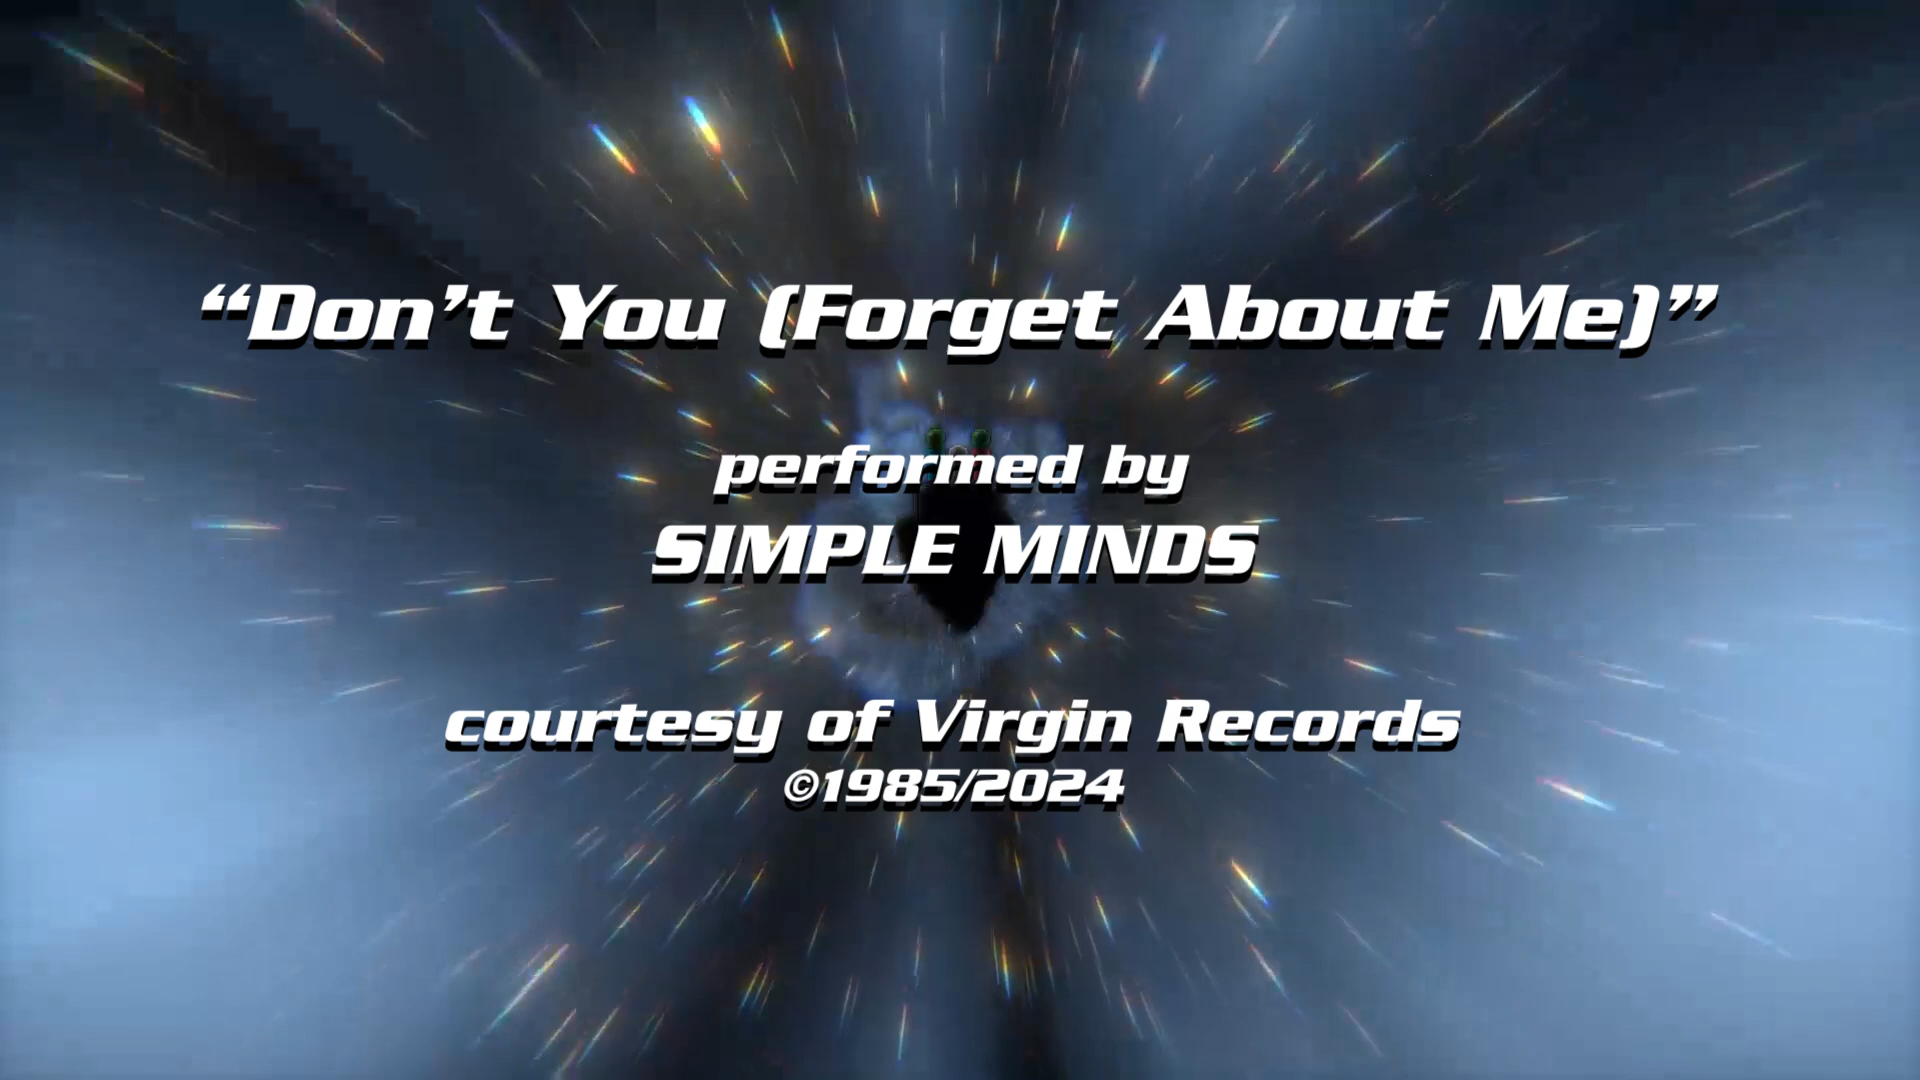 “Don’t You (Forget About Me)”
performed by
SIMPLE MINDS
courtesy of Virgin Records
©1985/2024